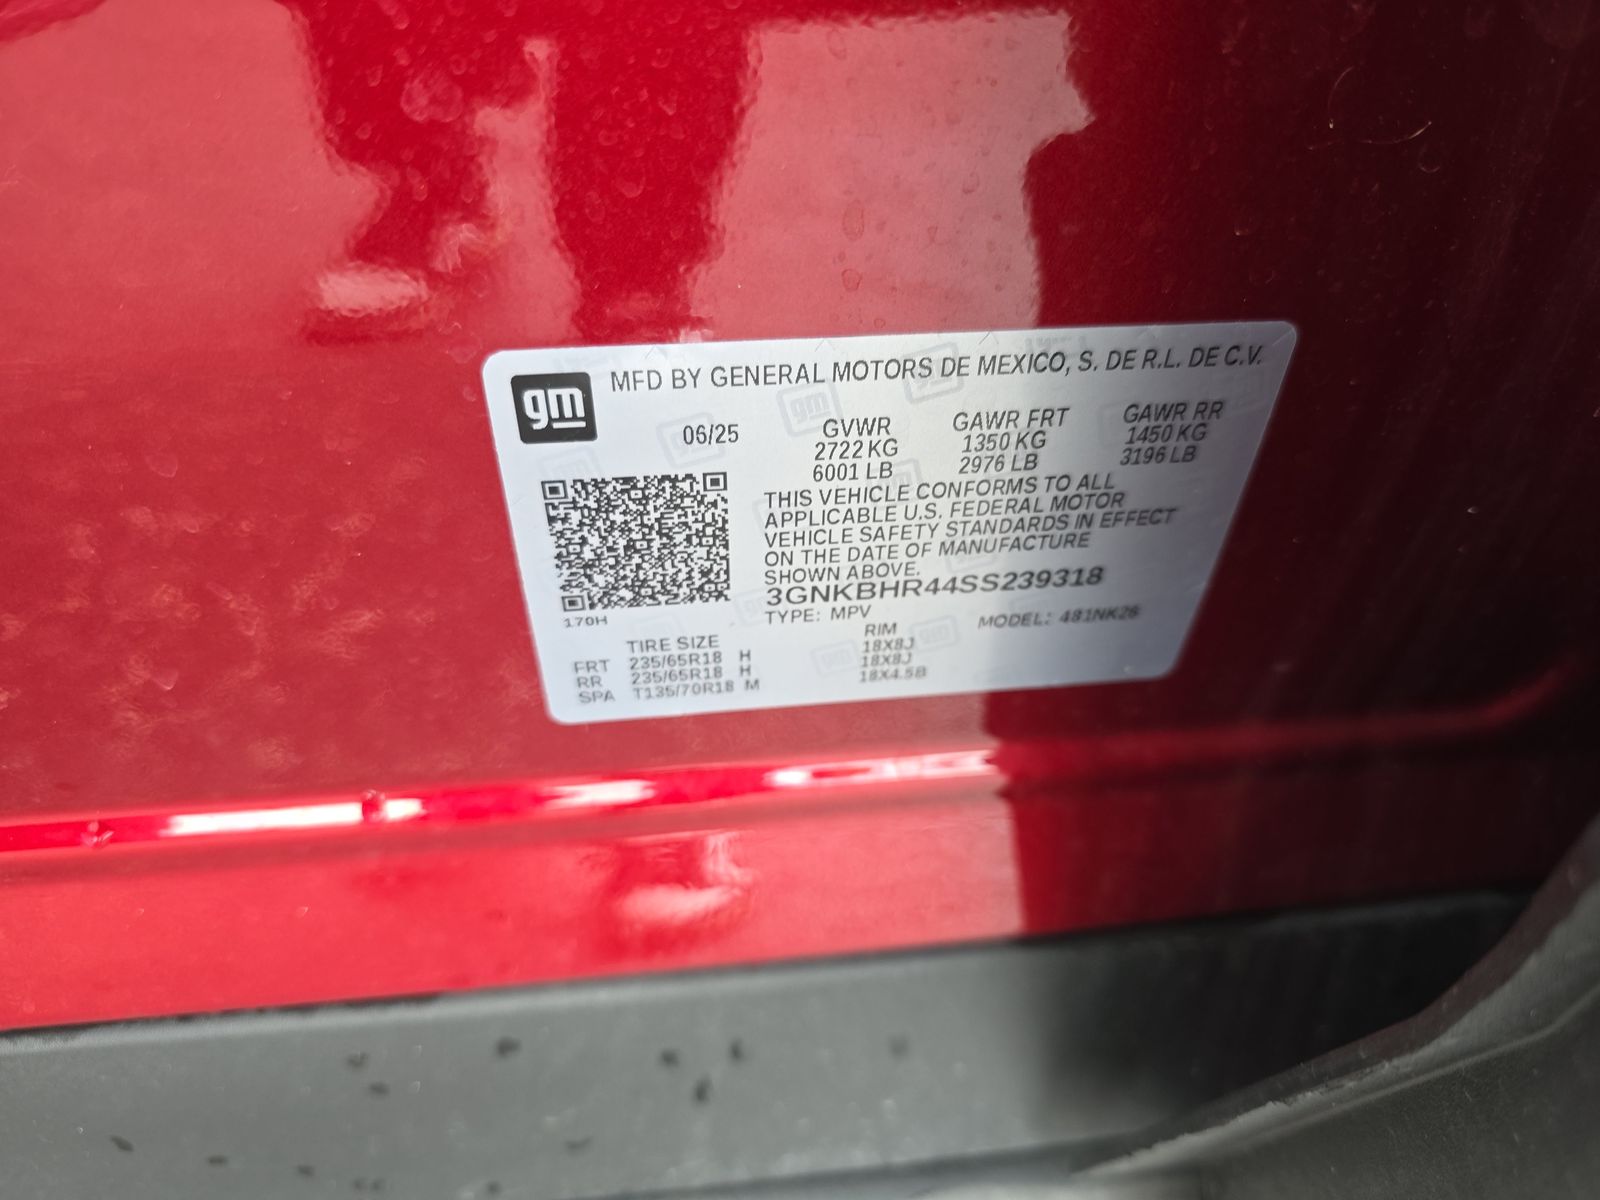 gm
MFD BY GENERAL MOTORS DE MEXICO, S. DE R.L. DE C.V.
06/25 GVWR GAWR FRT GAWR RR
2722 KG 1350 KG 1450 KG
6001 LB 2976 LB 3196 LB
THIS VEHICLE CONFORMS TO ALL
APPLICABLE U.S. FEDERAL MOTOR
VEHICLE SAFETY STANDARDS IN EFFECT
ON THE DATE OF MANUFACTURE
SHOWN ABOVE.
3GNKBHR44SS239318
TYPE: MPV MODEL: 481NK26
170H
TIRE SIZE RIM
FRT 235/65R18 H 18X8J
RR 235/65R18 H 18X8J
SPA T135/70R18 M 18X4.5B